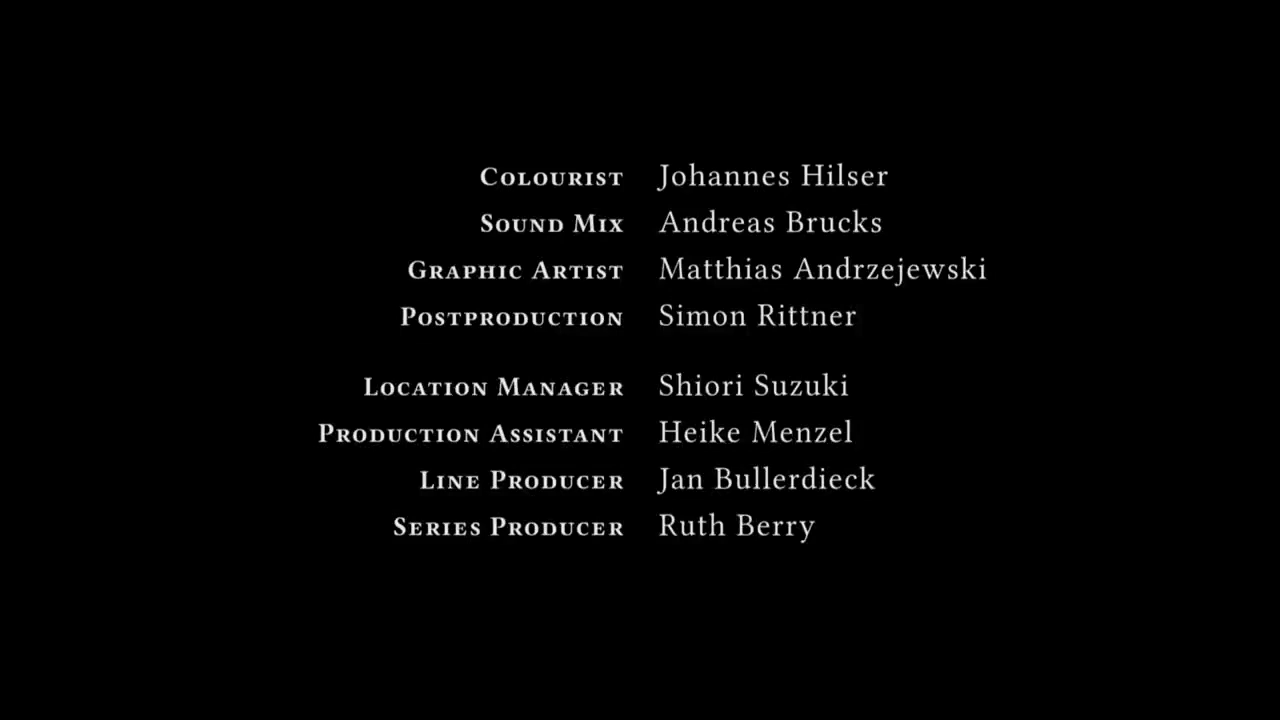 Colourist Johannes Hilser
Sound Mix Andreas Brucks
Graphic Artist Matthias Andrzejewski
Postproduction Simon Rittner
Location Manager Shiori Suzuki
Production Assistant Heike Menzel
Line Producer Jan Bullerdieck
Series Producer Ruth Berry